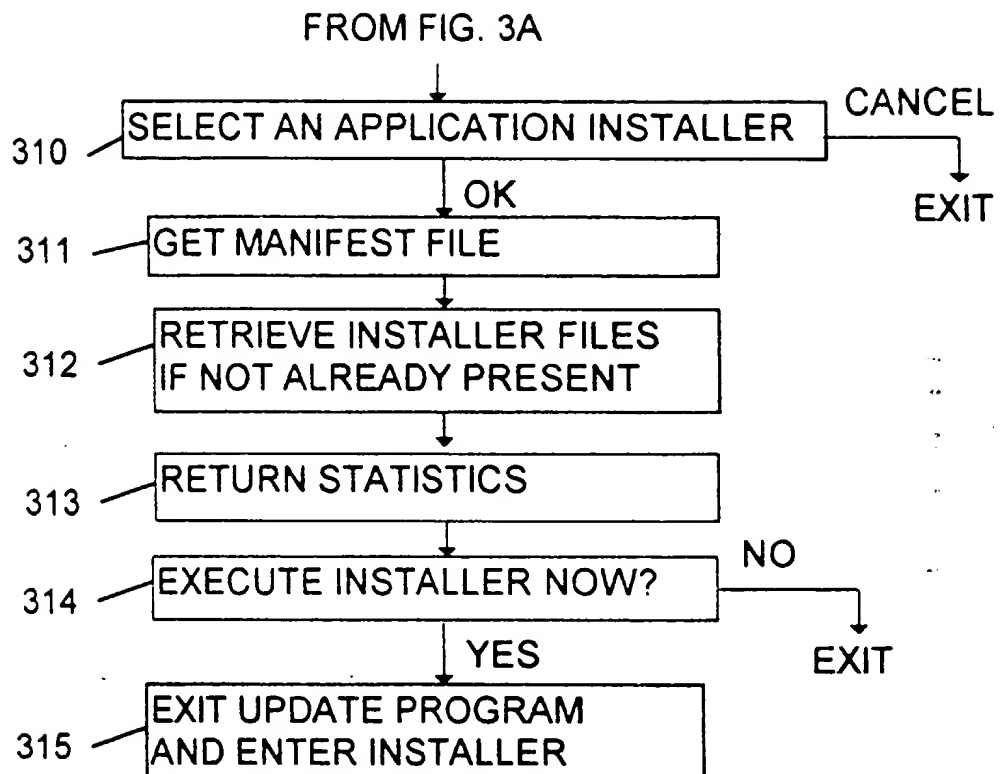 FROM FIG. 3A
310
SELECT AN APPLICATION INSTALLER
CANCEL
EXIT
OK
311
GET MANIFEST FILE
312
RETRIEVE INSTALLER FILES
IF NOT ALREADY PRESENT
313
RETURN STATISTICS
314
EXECUTE INSTALLER NOW?
NO
EXIT
YES
315
EXIT UPDATE PROGRAM
AND ENTER INSTALLER